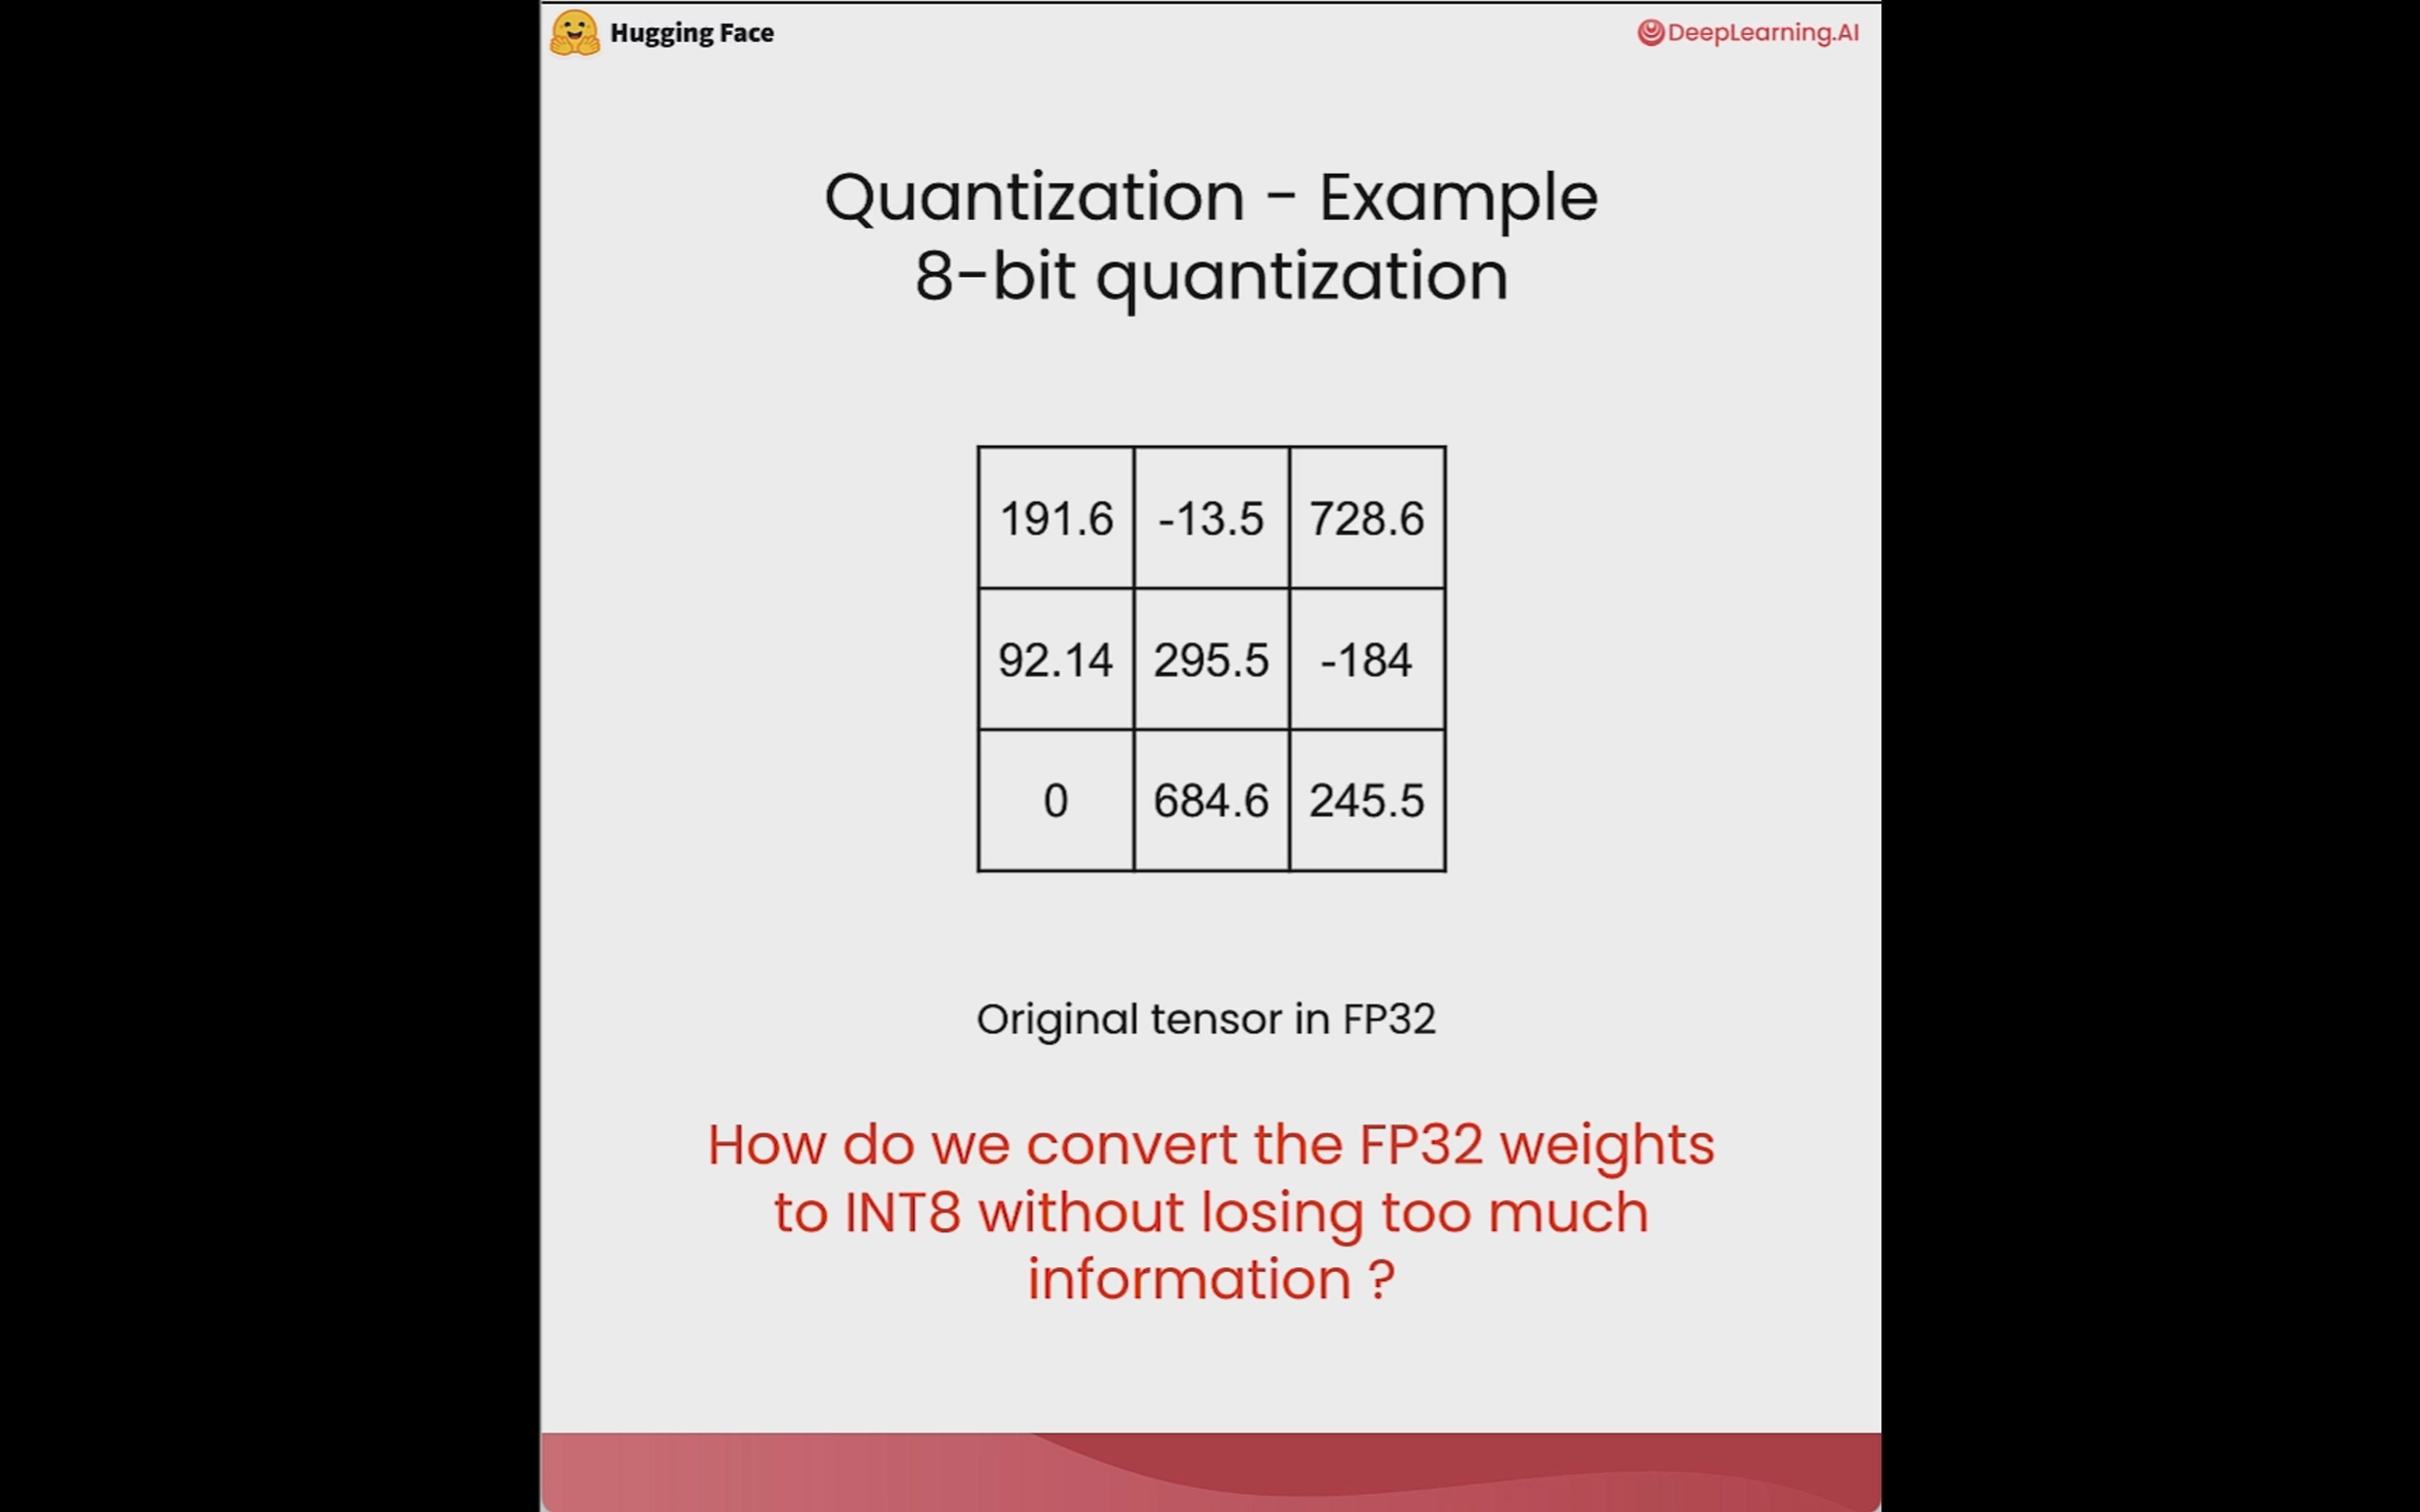 Hugging Face
DeepLearning.AI
Quantization - Example
8-bit quantization
191.6 -13.5 728.6
92.14 295.5 -184
0 684.6 245.5
Original tensor in FP32
How do we convert the FP32 weights
to INT8 without losing too much
information ?